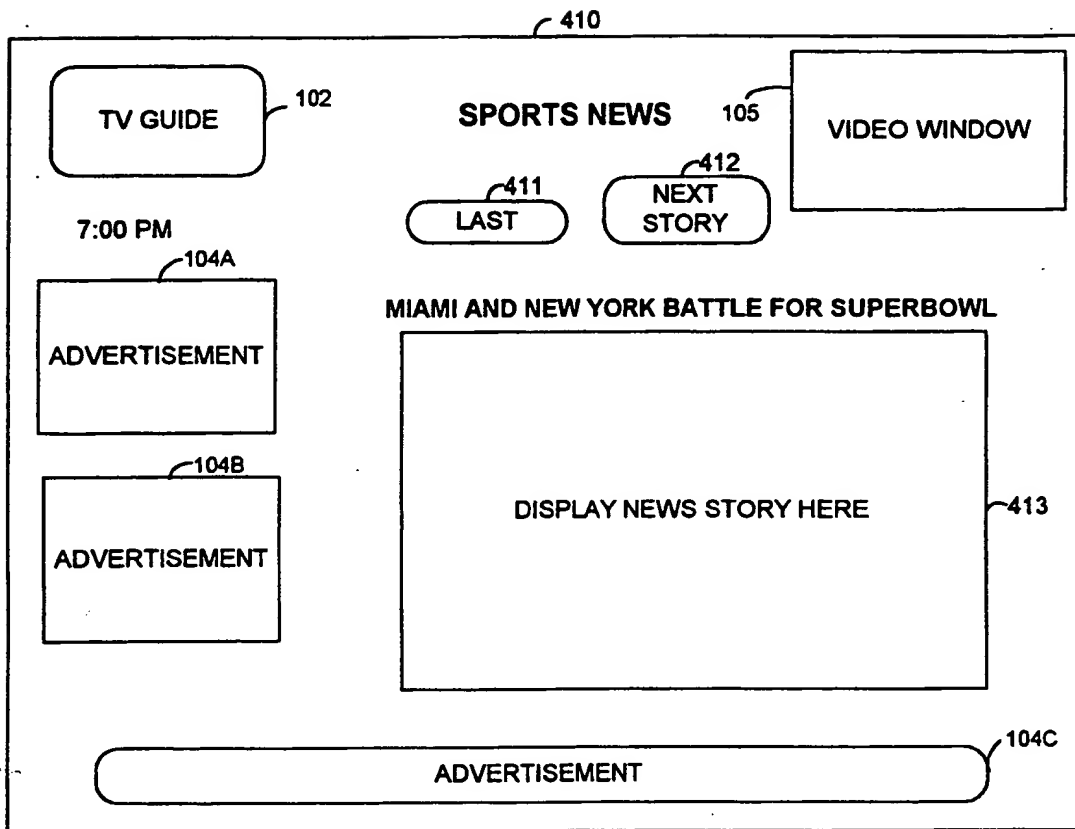 410
TV GUIDE
102
SPORTS NEWS
105
VIDEO WINDOW
411
LAST
412
NEXT
STORY
7:00 PM
104A
ADVERTISEMENT
104B
ADVERTISEMENT
MIAMI AND NEW YORK BATTLE FOR SUPERBOWL
DISPLAY NEWS STORY HERE
413
104C
ADVERTISEMENT